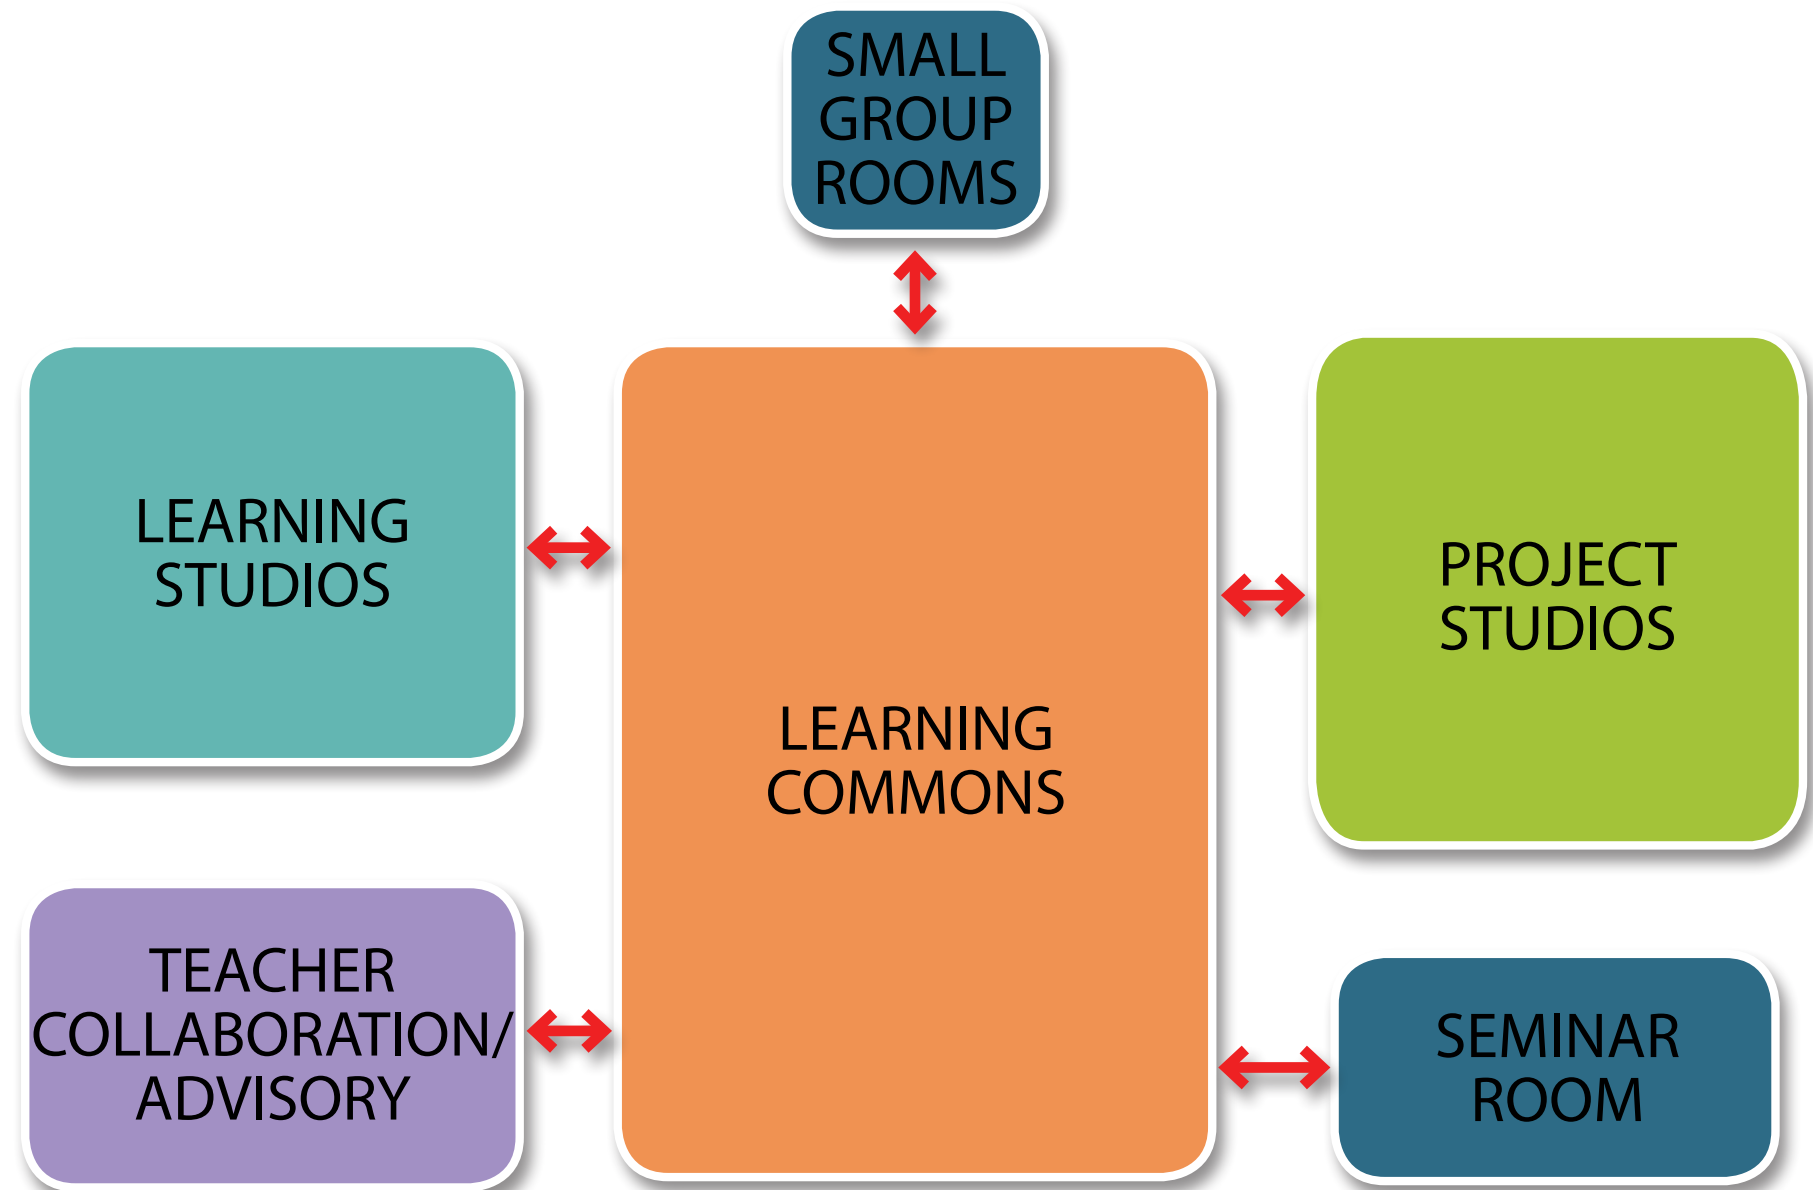 SMALL
GROUP
ROOMS
LEARNING
STUDIOS
LEARNING
COMMONS
PROJECT
STUDIOS
TEACHER
COLLABORATION/
ADVISORY
SEMINAR
ROOM